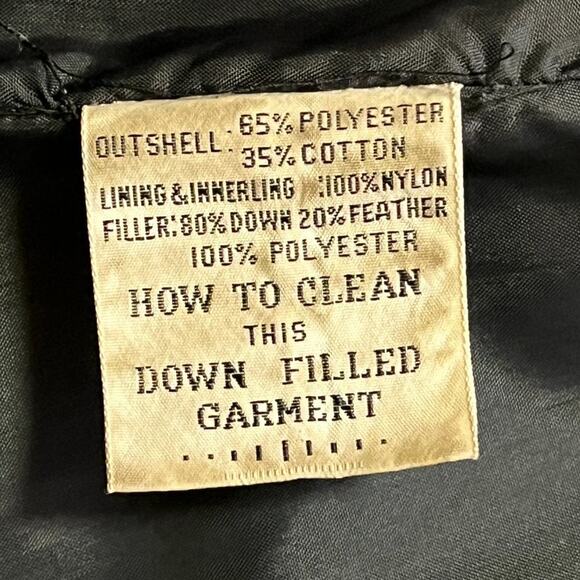 OUTSHELL: 65% POLYESTER
35% COTTON
LINING & INNERLING :100% NYLON
FILLER: 80% DOWN 20% FEATHER
100% POLYESTER
HOW TO CLEAN
THIS
DOWN FILLED
GARMENT